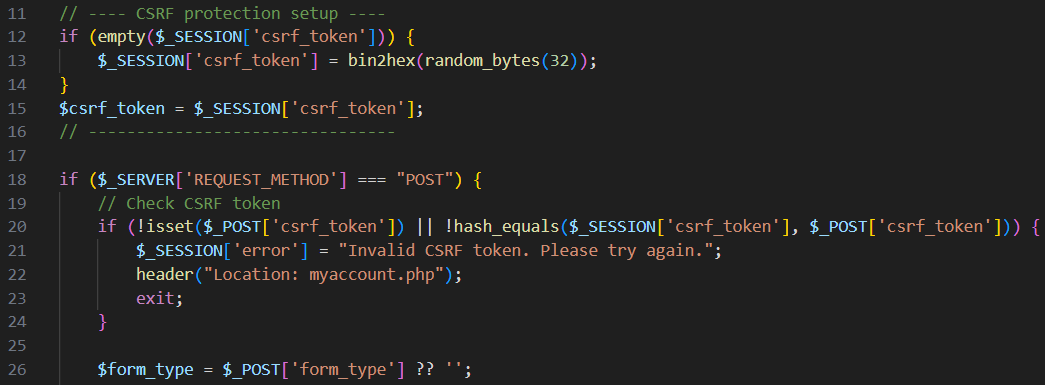 11 // ---- CSRF protection setup ----
12 if (empty($_SESSION['csrf_token'])) {
13     $_SESSION['csrf_token'] = bin2hex(random_bytes(32));
14 }
15 $csrf_token = $_SESSION['csrf_token'];
16 // --------------------------------
17
18 if ($_SERVER['REQUEST_METHOD'] === "POST") {
19     // Check CSRF token
20     if (!isset($_POST['csrf_token']) || !hash_equals($_SESSION['csrf_token'], $_POST['csrf_token'])) {
21         $_SESSION['error'] = "Invalid CSRF token. Please try again.";
22         header("Location: myaccount.php");
23         exit;
24     }
25
26     $form_type = $_POST['form_type'] ?? '';